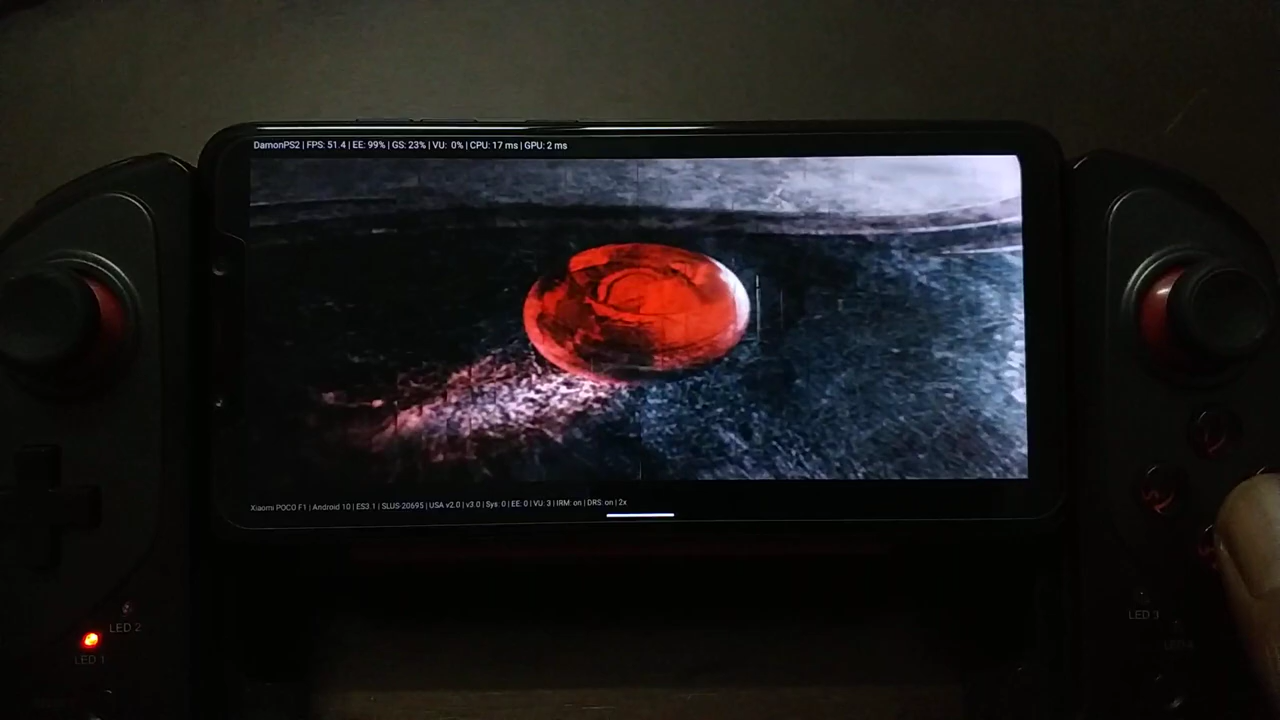 DamonPS2 | FPS: 51.4 | EE: 99% | GS: 23% | VU: 0% | CPU: 17 ms | GPU: 2 ms
Xiaomi POCO F1 | Android 10 | ES3.1 | SLUS-20695 | USA v2.0 | v3.0 | Sys: 0 | EE: 0 | VU: 3 | IRM: on | DRS: on | 2x
LED 2
LED 1
LED 3
LED 4